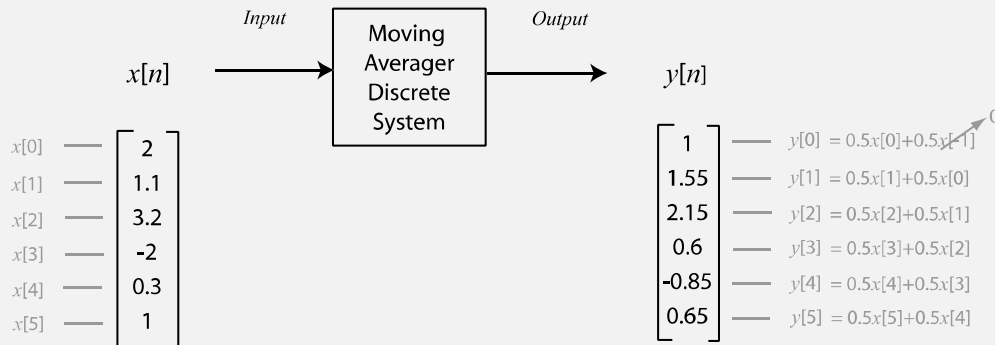 Input
Output
Moving
Averager
Discrete
System
x[n]
y[n]
x[0] 2
x[1] 1.1
x[2] 3.2
x[3] -2
x[4] 0.3
x[5] 1
1 y[0] = 0.5x[0]+0.5x[-1] 0
1.55 y[1] = 0.5x[1]+0.5x[0]
2.15 y[2] = 0.5x[2]+0.5x[1]
0.6 y[3] = 0.5x[3]+0.5x[2]
-0.85 y[4] = 0.5x[4]+0.5x[3]
0.65 y[5] = 0.5x[5]+0.5x[4]